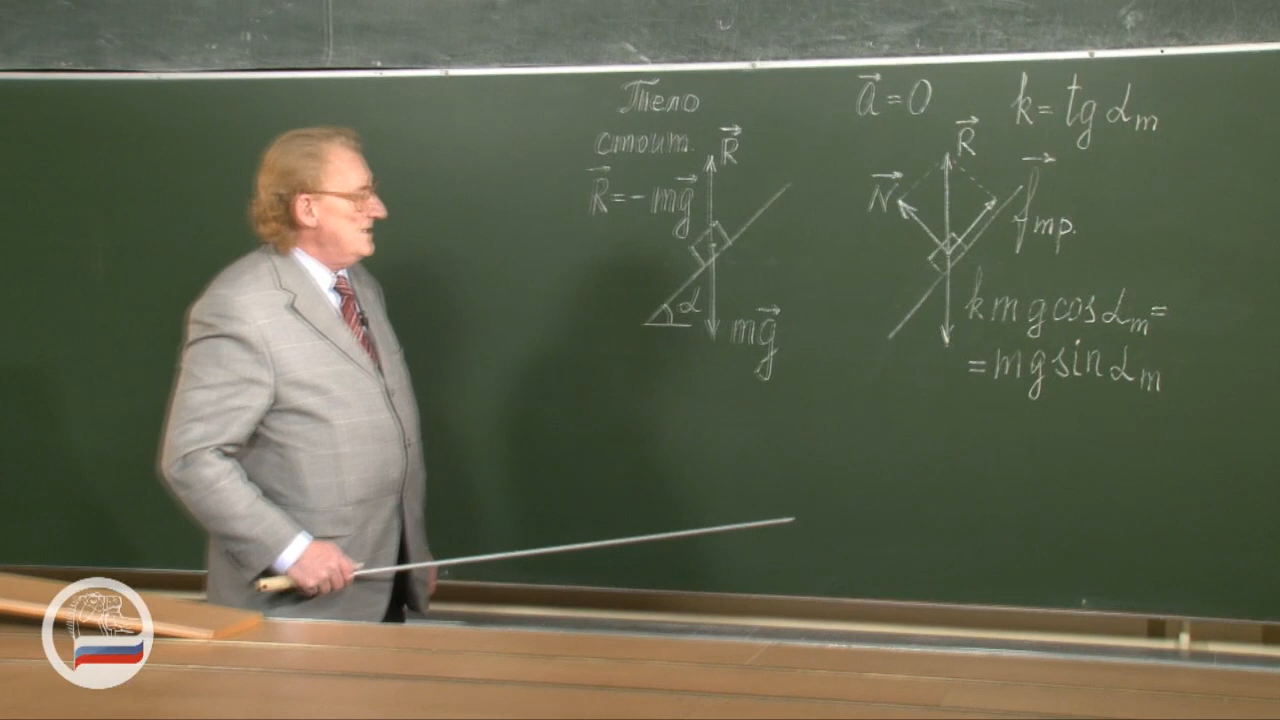 Тело
стоит.
R⃗ = – mg⃗
R⃗
α
mg⃗
a⃗ = 0
k = tg αₘ
R⃗
N⃗
f⃗тр.
k m g cos αₘ =
= m g sin αₘ